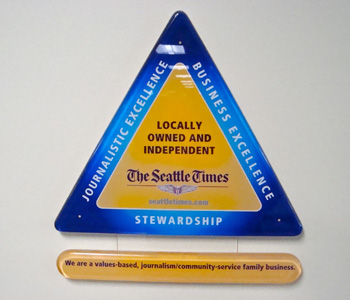 JOURNALISTIC EXCELLENCE
BUSINESS EXCELLENCE
LOCALLY
OWNED AND
INDEPENDENT
The Seattle Times
seattletimes.com
STEWARDSHIP
We are a values-based, journalism/community-service family business.